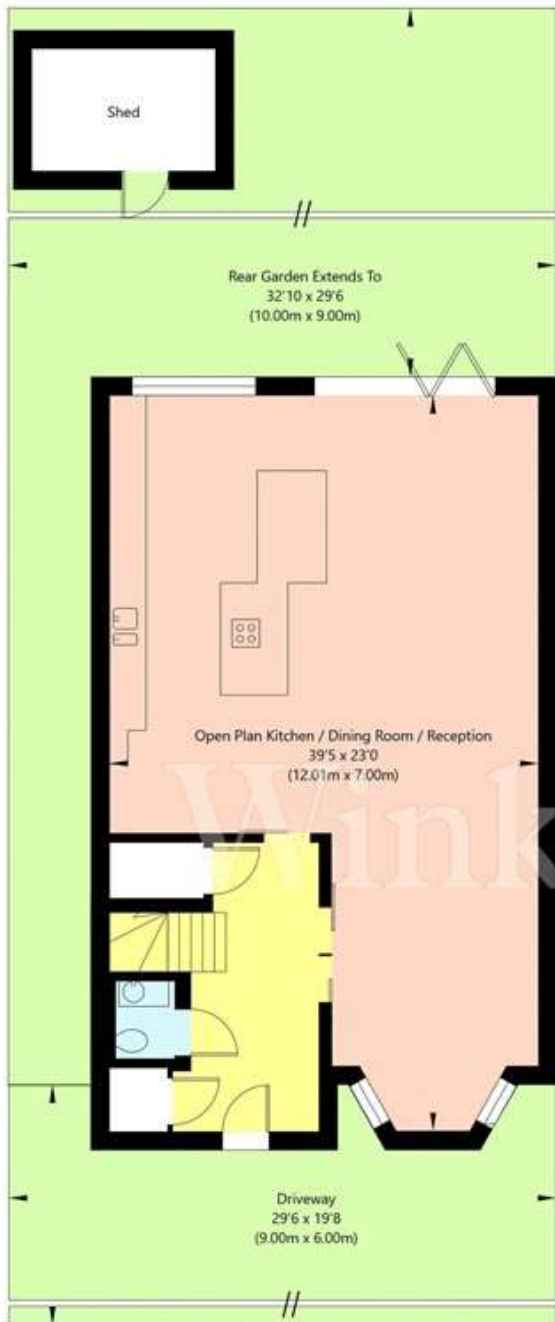 Shed
Rear Garden Extends To
32'10 x 29'6
(10.00m x 9.00m)
Open Plan Kitchen / Dining Room / Reception
39'5 x 23'0
(12.01m x 7.00m)
Wink
Driveway
29'6 x 19'8
(9.00m x 6.00m)